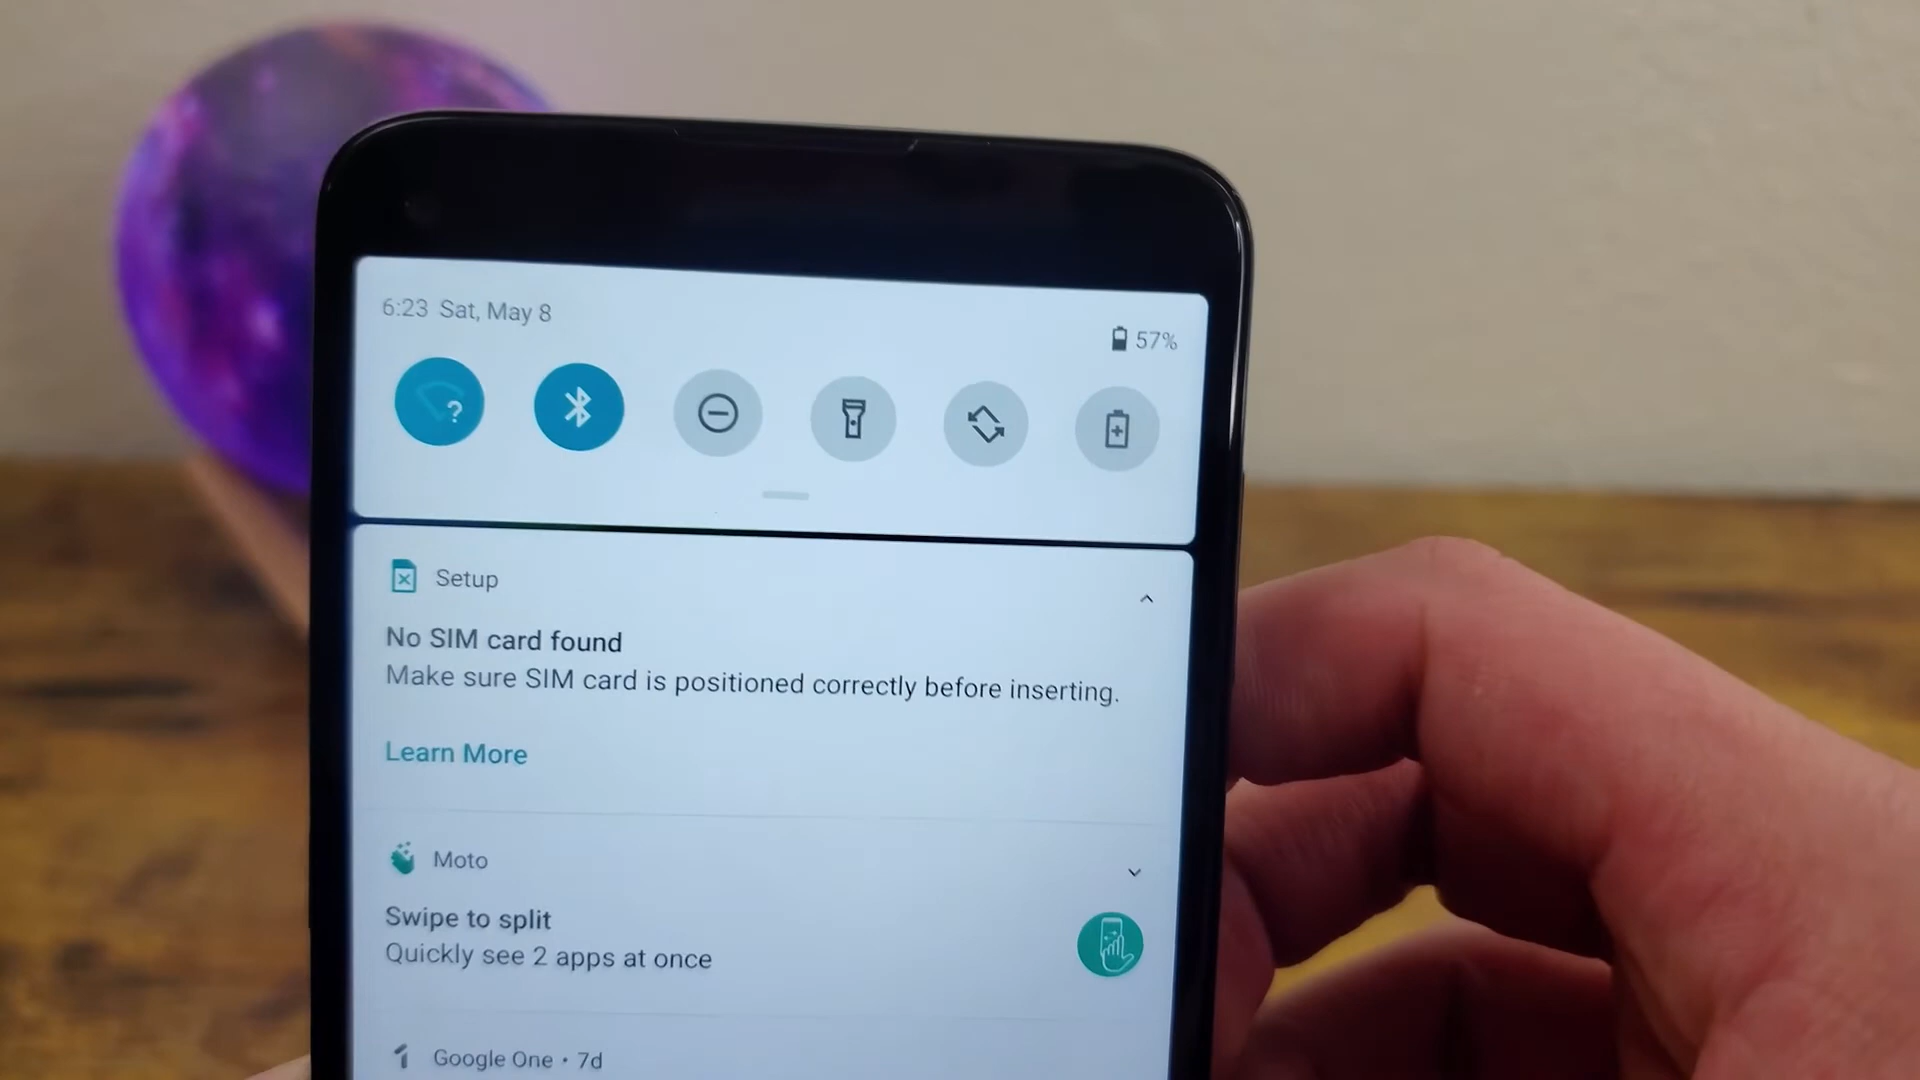 6:23 Sat, May 8
57%
?
Setup
No SIM card found
Make sure SIM card is positioned correctly before inserting.
Learn More
Moto
Swipe to split
Quickly see 2 apps at once
Google One • 7d